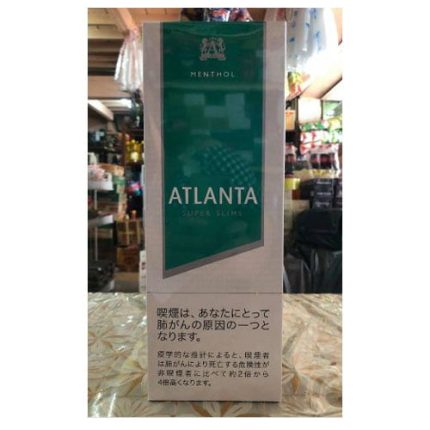 MENTHOL
ATLANTA
SUPER SLIMS
喫煙は、あなたにとって
肺がんの原因の一つと
なります。
疫学的な推計によると、喫煙者
は肺がんにより死亡する危険性が
非喫煙者に比べて約2倍から
4倍高くなります。